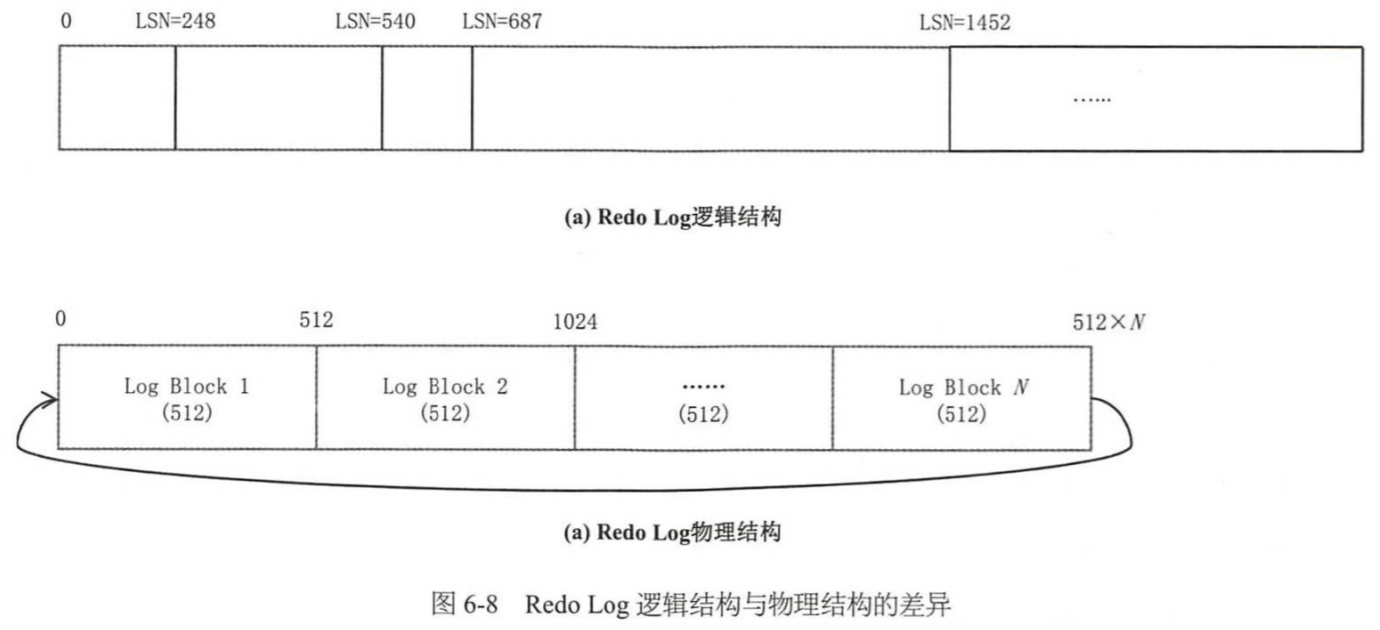 0 LSN=248 LSN=540 LSN=687 LSN=1452
......
(a) Redo Log逻辑结构
0 512 1024 512×N
Log Block 1 Log Block 2 ...... Log Block N
(512) (512) (512) (512)
(a) Redo Log物理结构
图 6-8 Redo Log 逻辑结构与物理结构的差异